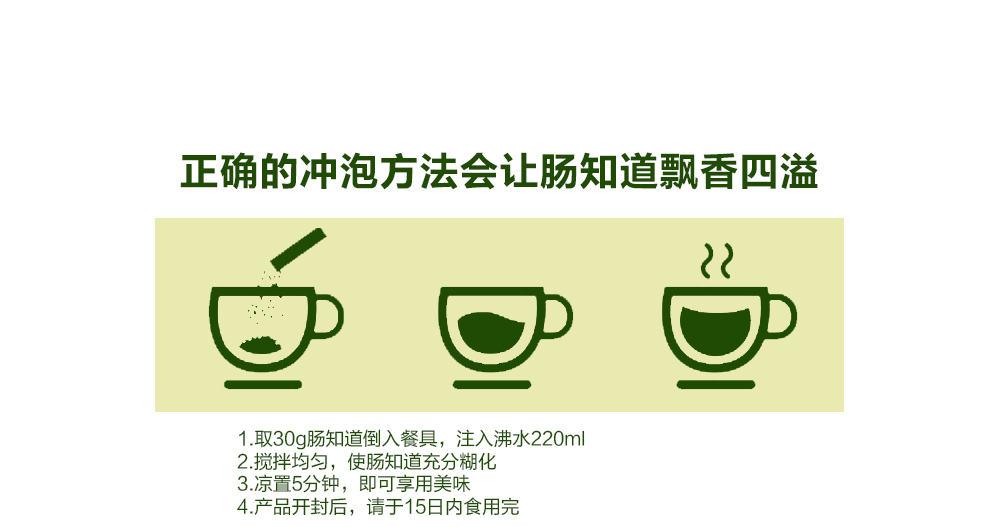 正确的冲泡方法会让肠知道飘香四溢
1.取30g肠知道倒入餐具，注入沸水220ml
2.搅拌均匀，使肠知道充分糊化
3.凉置5分钟，即可享用美味
4.产品开封后，请于15日内食用完